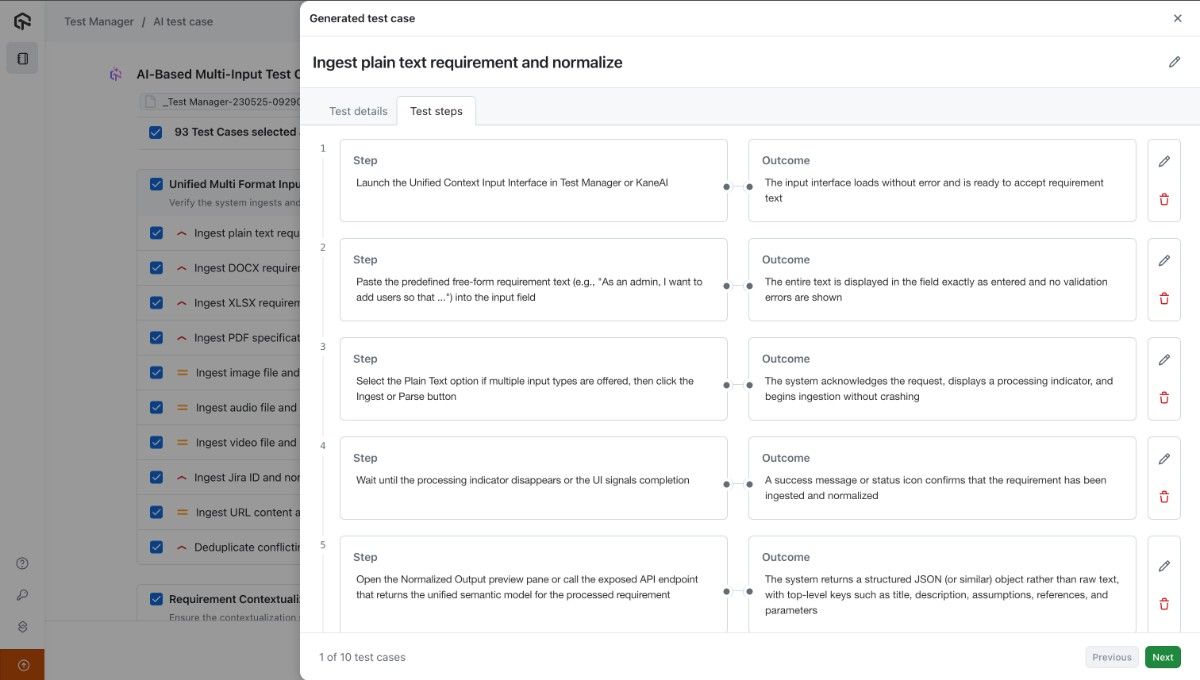 Test Manager / AI test case
AI-Based Multi-Input Test C
_Test Manager-230525-0929
93 Test Cases selected
Unified Multi Format Inpu
Verify the system ingests and
Ingest plain text requ
Ingest DOCX requirem
Ingest XLSX requirem
Ingest PDF specificat
Ingest image file and
Ingest audio file and
Ingest video file and
Ingest Jira ID and nor
Ingest URL content a
Deduplicate conflictin
Requirement Contextuali
Ensure the contextualization
Generated test case
Ingest plain text requirement and normalize
Test details
Test steps
1
Step
Launch the Unified Context Input Interface in Test Manager or KaneAI
Outcome
The input interface loads without error and is ready to accept requirement
text
2
Step
Paste the predefined free-form requirement text (e.g., "As an admin, I want to
add users so that ...") into the input field
Outcome
The entire text is displayed in the field exactly as entered and no validation
errors are shown
3
Step
Select the Plain Text option if multiple input types are offered, then click the
Ingest or Parse button
Outcome
The system acknowledges the request, displays a processing indicator, and
begins ingestion without crashing
4
Step
Wait until the processing indicator disappears or the UI signals completion
Outcome
A success message or status icon confirms that the requirement has been
ingested and normalized
5
Step
Open the Normalized Output preview pane or call the exposed API endpoint
that returns the unified semantic model for the processed requirement
Outcome
The system returns a structured JSON (or similar) object rather than raw text,
with top-level keys such as title, description, assumptions, references, and
parameters
1 of 10 test cases
Previous
Next